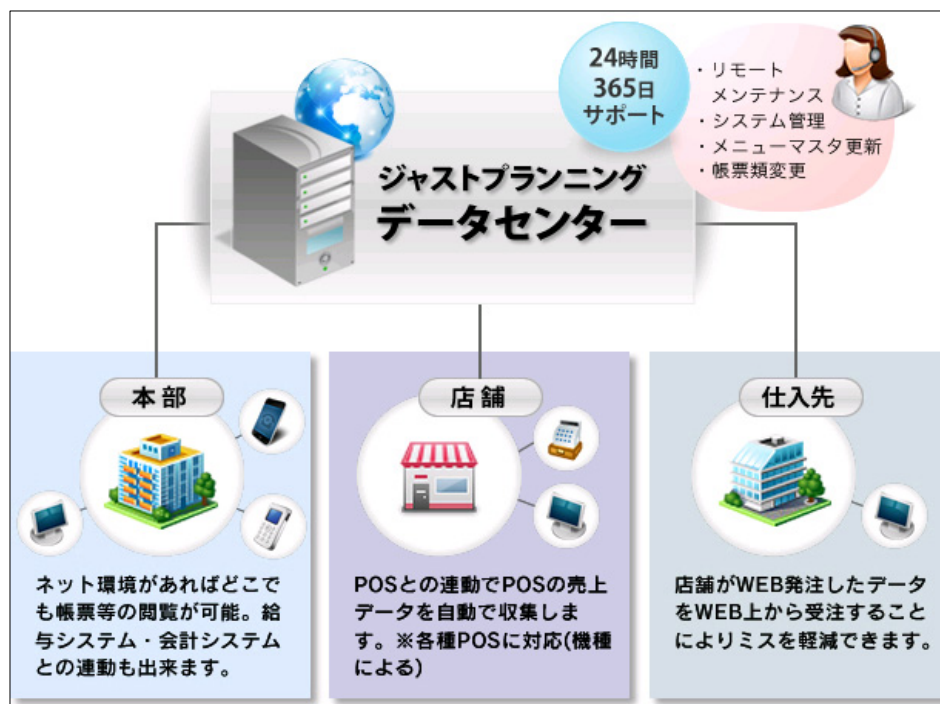 24時間
365日
サポート
・リモート
メンテナンス
・システム管理
・メニューマスタ更新
・帳票類変更
ジャストプランニング
データセンター
本部
ネット環境があればどこで
も帳票等の閲覧が可能。給
与システム・会計システム
との連動も出来ます。
店舗
POSとの連動でPOSの売上
データを自動で収集しま
す。※各種POSに対応(機種
による)
仕入先
店舗がWEB発注したデータ
をWEB上から受注すること
によりミスを軽減できます。